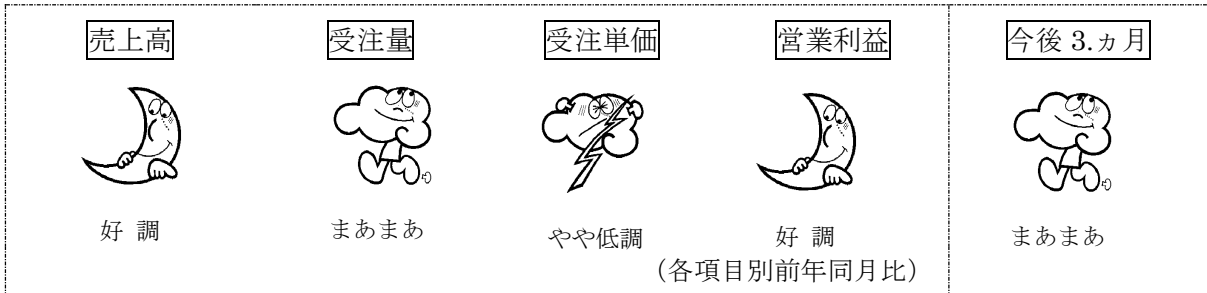 売上高 受注量 受注単価 営業利益 今後 3.ヵ月
好 調 まあまあ やや低調 好 調 まあまあ
（各項目別前年同月比）